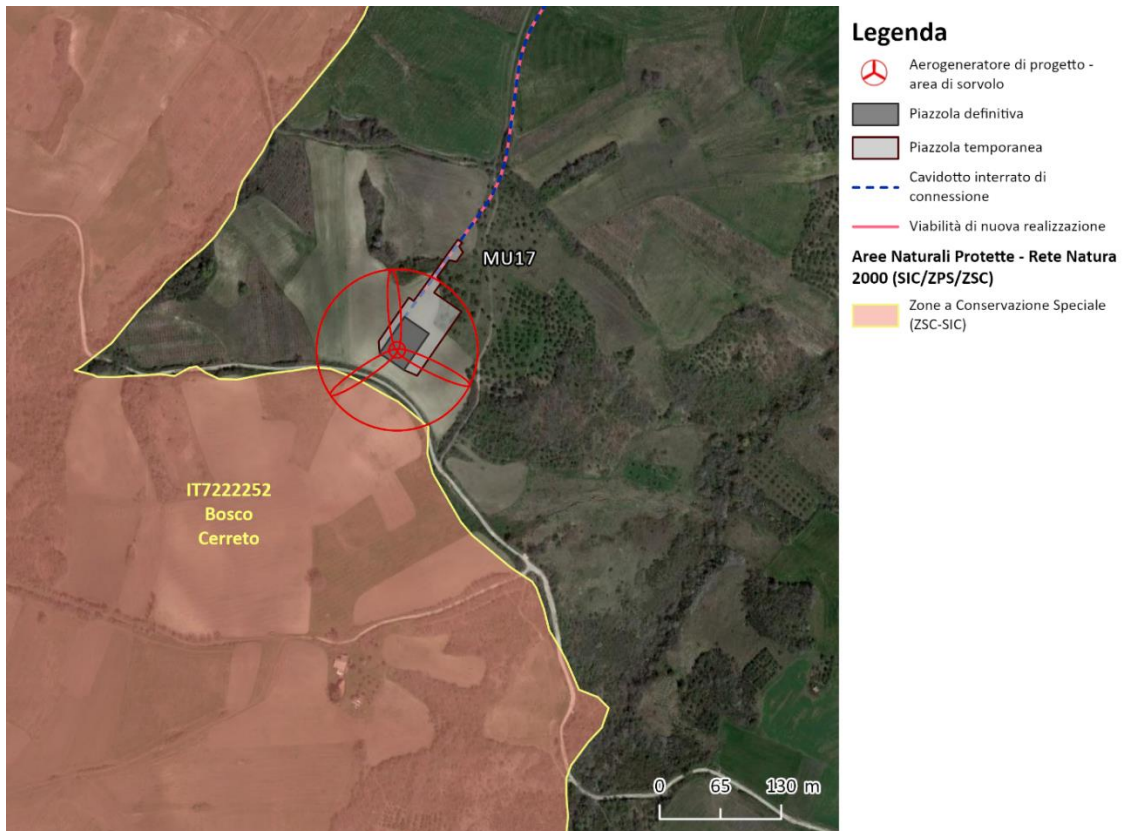 MU17
IT7222252
Bosco
Cerreto
0 65 130 m
Legenda
Aerogeneratore di progetto -
area di sorvolo
Piazzola definitiva
Piazzola temporanea
Cavidotto interrato di
connessione
Viabilità di nuova realizzazione
Aree Naturali Protette - Rete Natura
2000 (SIC/ZPS/ZSC)
Zone a Conservazione Speciale
(ZSC-SIC)